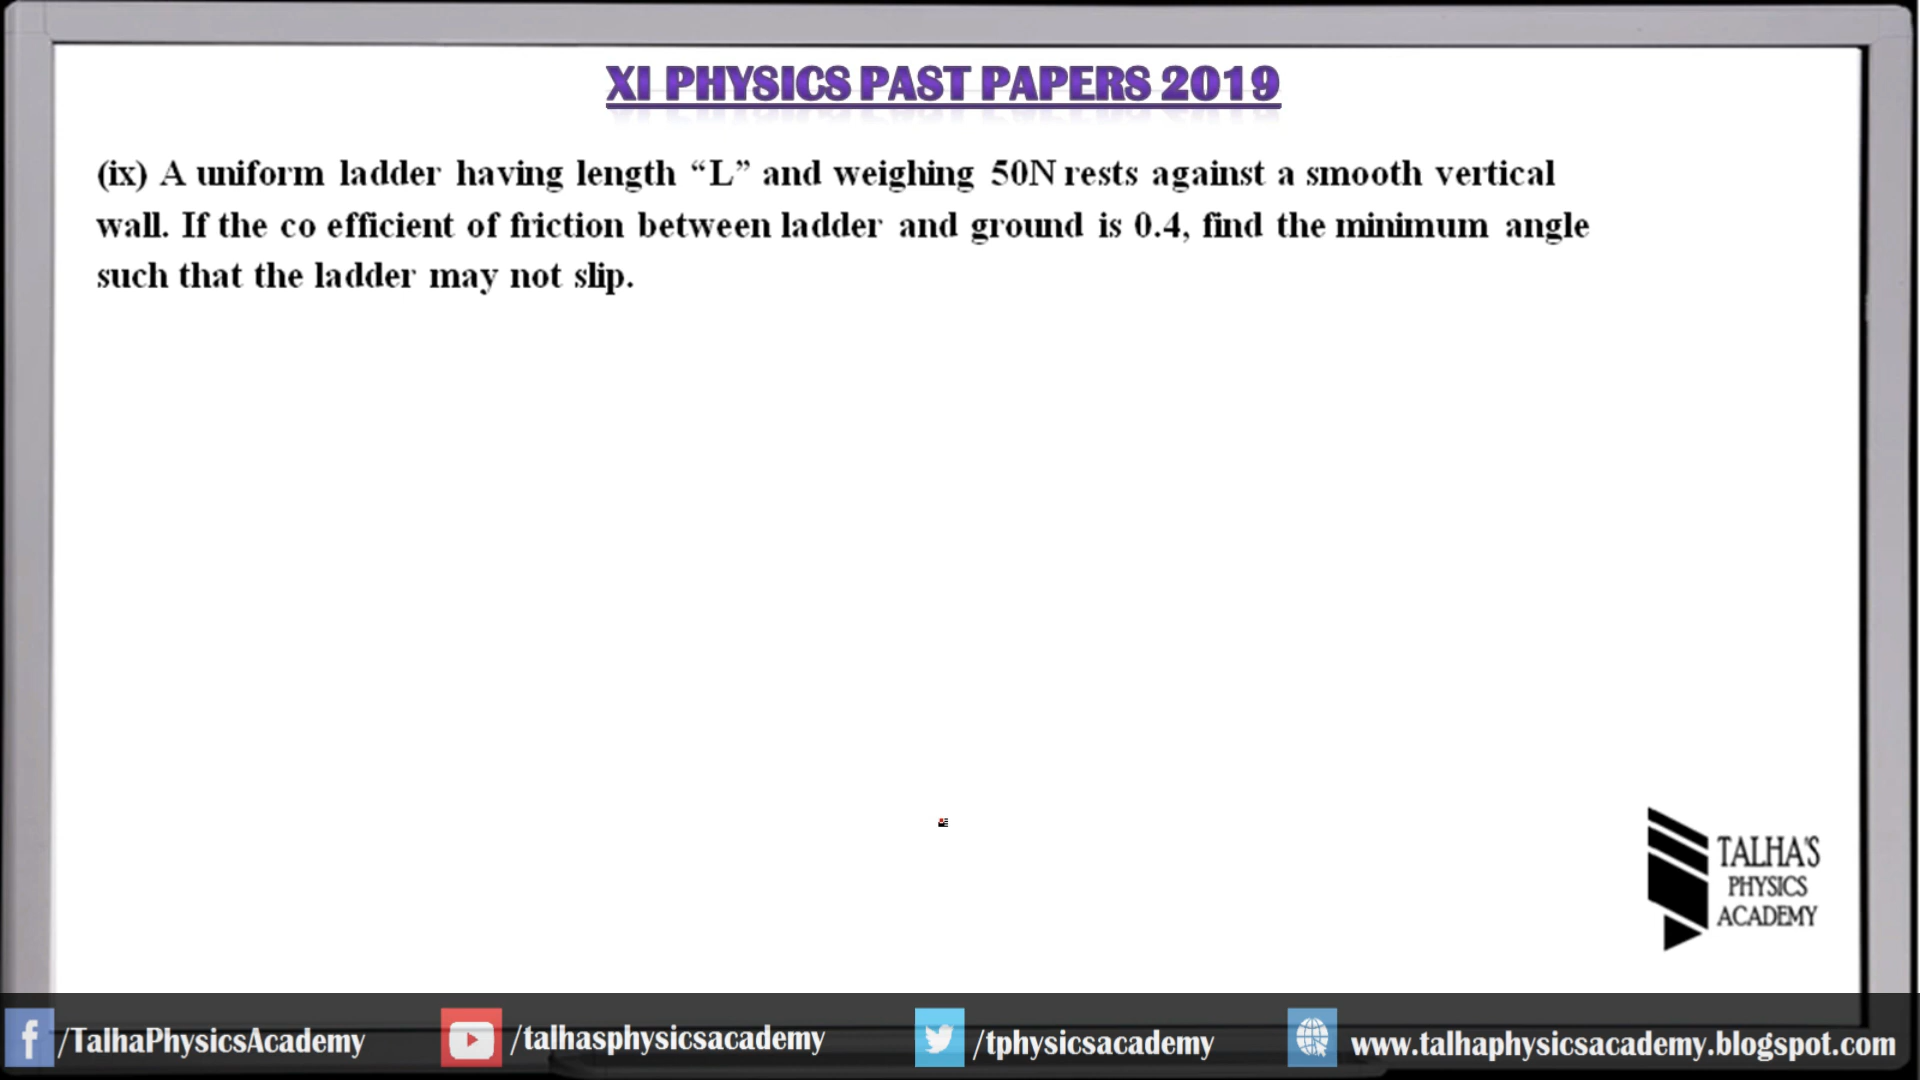 XI PHYSICS PAST PAPERS 2019
(ix) A uniform ladder having length “L” and weighing 50N rests against a smooth vertical
wall. If the co efficient of friction between ladder and ground is 0.4, find the minimum angle
such that the ladder may not slip.
TALHA'S
PHYSICS
ACADEMY
/TalhaPhysicsAcademy
/talhasphysicsacademy
/tphysicsacademy
www.talhaphysicsacademy.blogspot.com